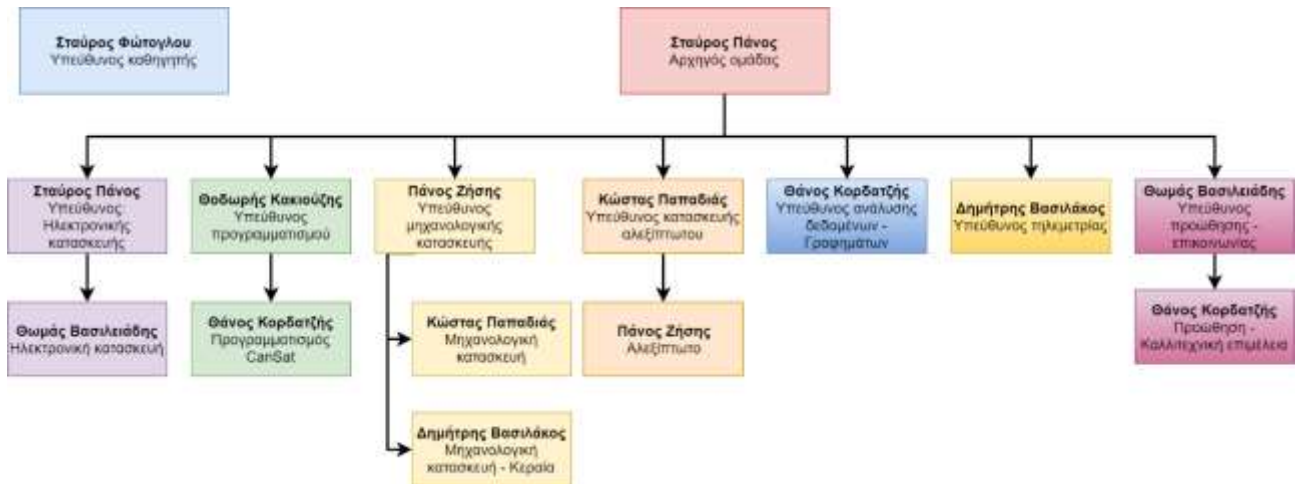 Σταύρος Φώτογλου
Υπεύθυνος καθηγητής
Σταύρος Πάνος
Αρχηγός ομάδας
Σταύρος Πάνος
Υπεύθυνος
Ηλεκτρονικής
κατασκευής
Θοδωρής Κακιούζης
Υπεύθυνος
προγραμματισμού
Πάνος Ζήσης
Υπεύθυνος
μηχανολογικής
κατασκευής
Κώστας Παπαδιάς
Υπεύθυνος κατασκευής
αλεξίπτωτου
Θάνος Κορδατζής
Υπεύθυνος ανάλυσης
δεδομένων -
Γραφημάτων
Δημήτρης Βασιλάκος
Υπεύθυνος τηλεμετρίας
Θωμάς Βασιλειάδης
Υπεύθυνος
προώθησης -
επικοινωνίας
Θωμάς Βασιλειάδης
Ηλεκτρονική κατασκευή
Θάνος Κορδατζής
Προγραμματισμός
CanSat
Κώστας Παπαδιάς
Μηχανολογική
κατασκευή
Πάνος Ζήσης
Αλεξίπτωτο
Θάνος Κορδατζής
Προώθηση -
Καλλιτεχνική επιμέλεια
Δημήτρης Βασιλάκος
Μηχανολογική
κατασκευή - Κεραία